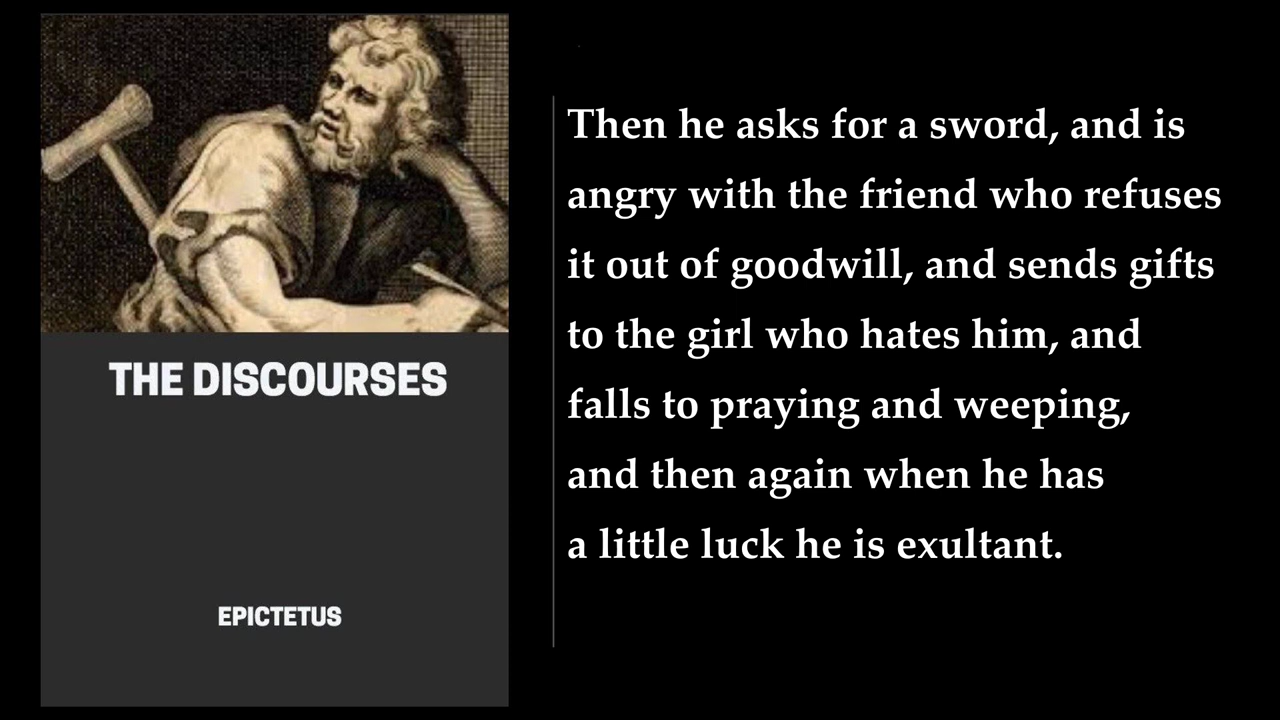 THE DISCOURSES
EPICTETUS
Then he asks for a sword, and is
angry with the friend who refuses
it out of goodwill, and sends gifts
to the girl who hates him, and
falls to praying and weeping,
and then again when he has
a little luck he is exultant.